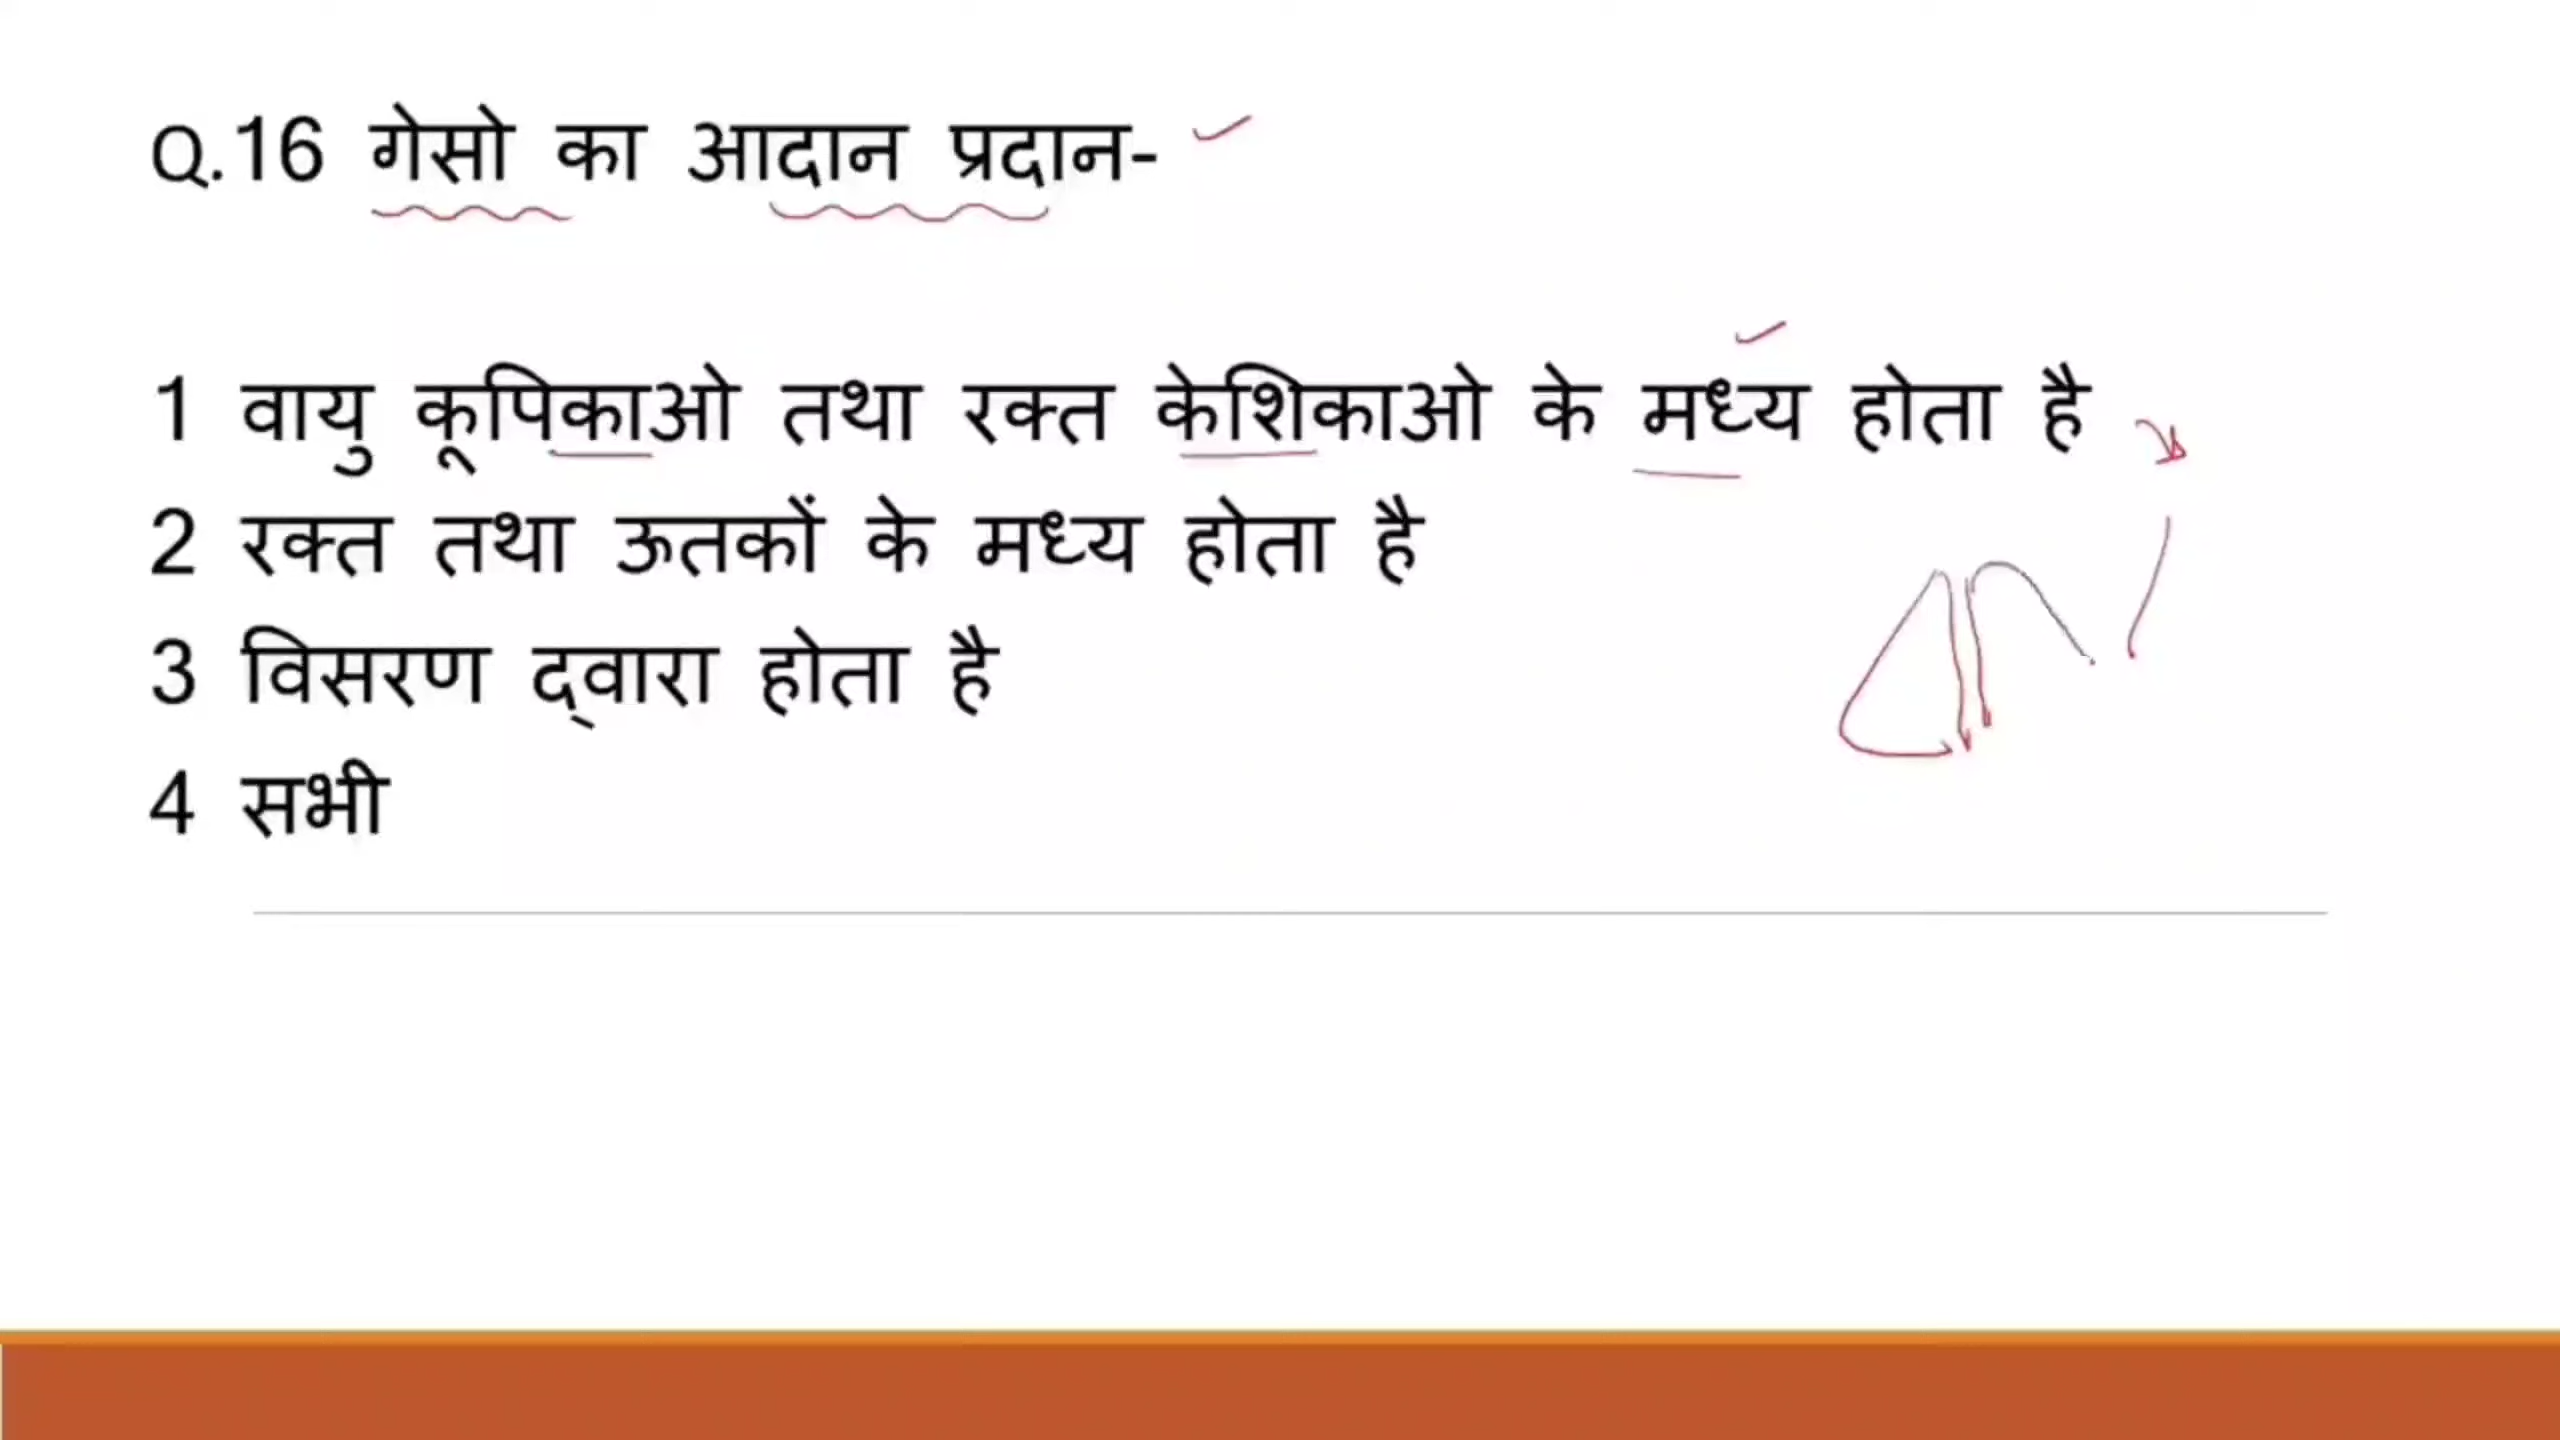 Q.16 गेसो का आदान प्रदान-
1 वायु कूपिकाओ तथा रक्त केशिकाओ के मध्य होता है
2 रक्त तथा ऊतकों के मध्य होता है
3 विसरण द्वारा होता है
4 सभी